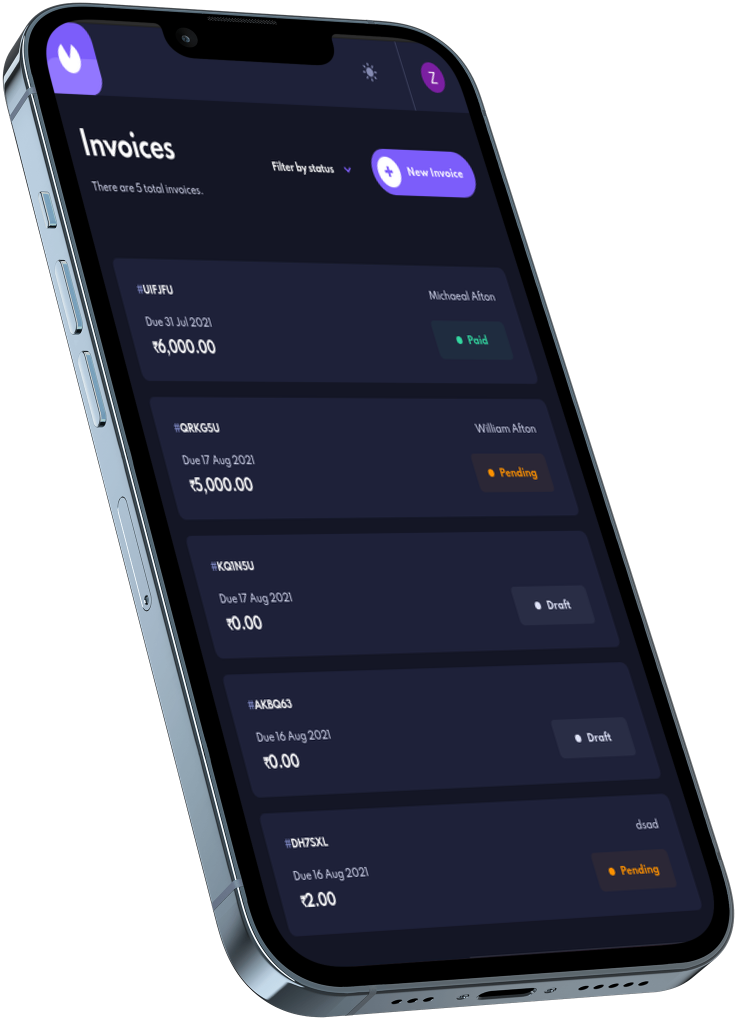 Z
Invoices
Filter by status
New Invoice
There are 5 total invoices.
#UIFJFU
Michaeal Afton
Due 31 Jul 2021
₹6,000.00
Paid
#QRKG5U
William Afton
Due 17 Aug 2021
₹5,000.00
Pending
#KQ1N5U
Due 17 Aug 2021
₹0.00
Draft
#AKBQ63
Due 16 Aug 2021
₹0.00
Draft
#DH7SXL
dsad
Due 16 Aug 2021
₹2.00
Pending